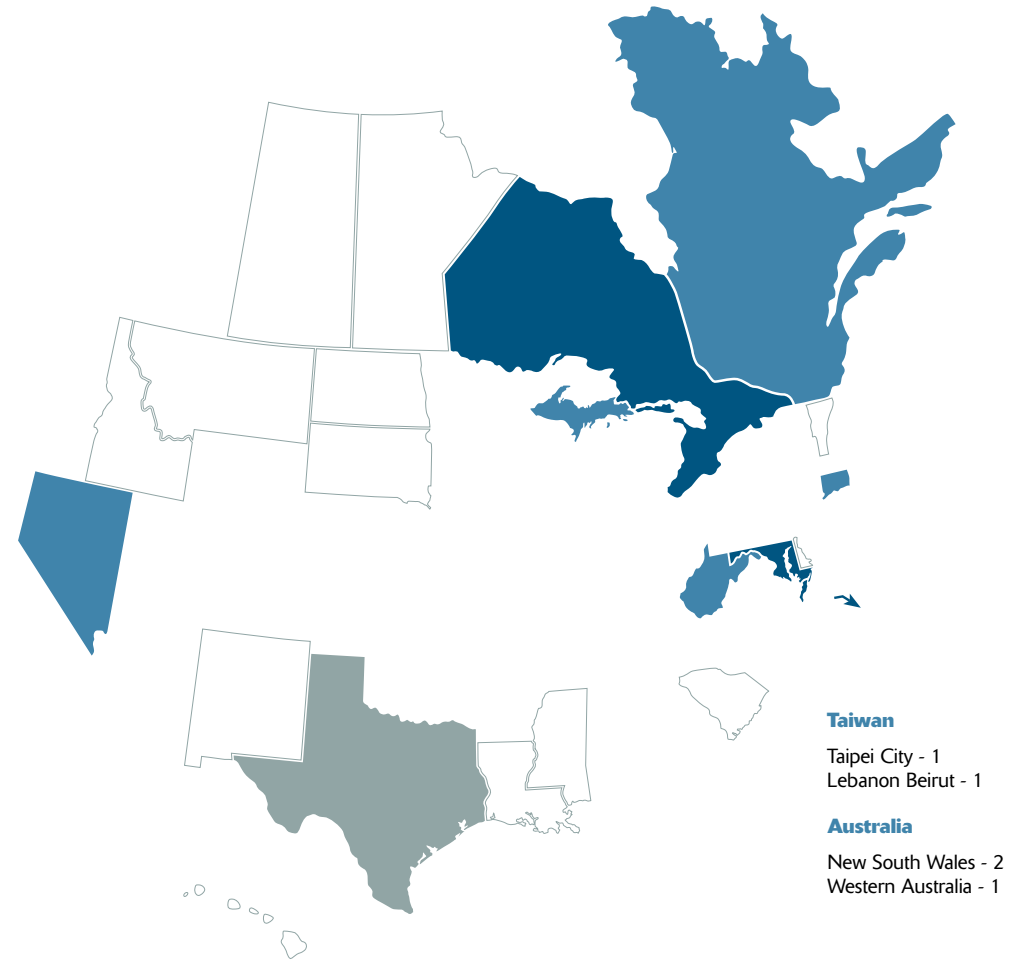 Taiwan
Taipei City - 1
Lebanon Beirut - 1
Australia
New South Wales - 2
Western Australia - 1